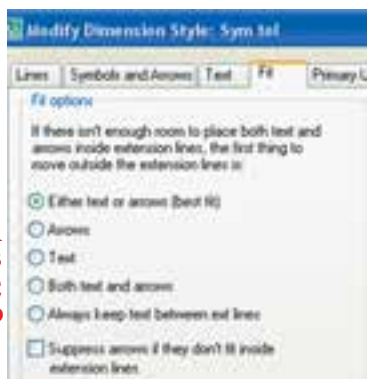 Modify Dimension Style: Sym tol
Lines Symbols and Arrows Text Fit Primary U
Fit options
If there isn't enough room to place both text and
arrows inside extension lines, the first thing to
move outside the extension lines is:
Either text or arrows (best fit)
Arrows
Text
Both text and arrows
Always keep text between ext lines
Suppress arrows if they don't fit inside
extension lines